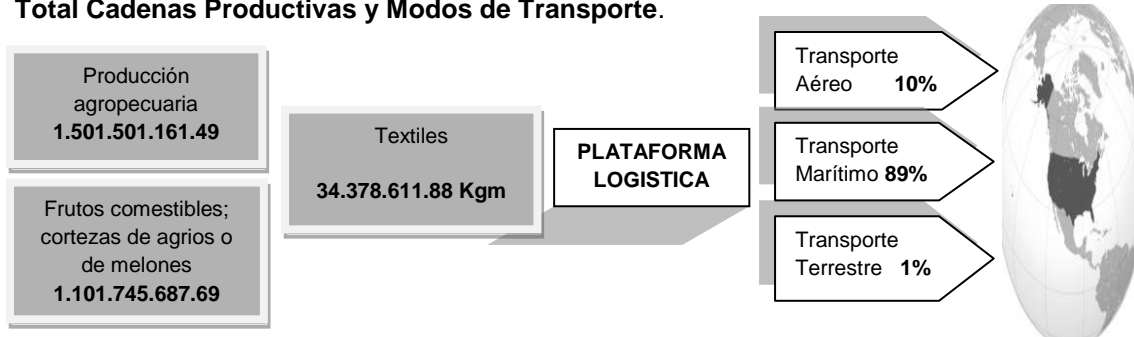 Total Cadenas Productivas y Modos de Transporte.
Producción
agropecuaria
1.501.501.161.49
Frutos comestibles;
cortezas de agrios o
de melones
1.101.745.687.69
Textiles
34.378.611.88 Kgm
PLATAFORMA
LOGISTICA
Transporte
Aéreo 10%
Transporte
Marítimo 89%
Transporte
Terrestre 1%